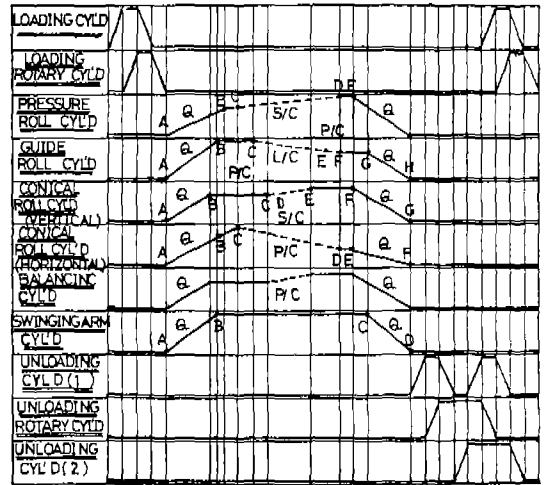 LOADING CYL'D
LOADING
ROTARY CYL'D
PRESSURE
ROLL CYL'D
A Q B C S/C D E Q
P/C
GUIDE
ROLL CYL'D
A Q B C L/C E F G Q H
P/C
CONICAL
ROLL CYL'D
(VERTICAL)
A Q B C D E F Q G
S/C
CONICAL
ROLL CYL'D
(HORIZONTAL)
A Q B C P/C D E Q F
BALANCING
CYL'D
Q P/C Q
SWINGING ARM
CYL'D
A Q B C Q D
UNLOADING
CYL'D (1)
UNLOADING
ROTARY CYL'D
UNLOADING
CYL'D (2)